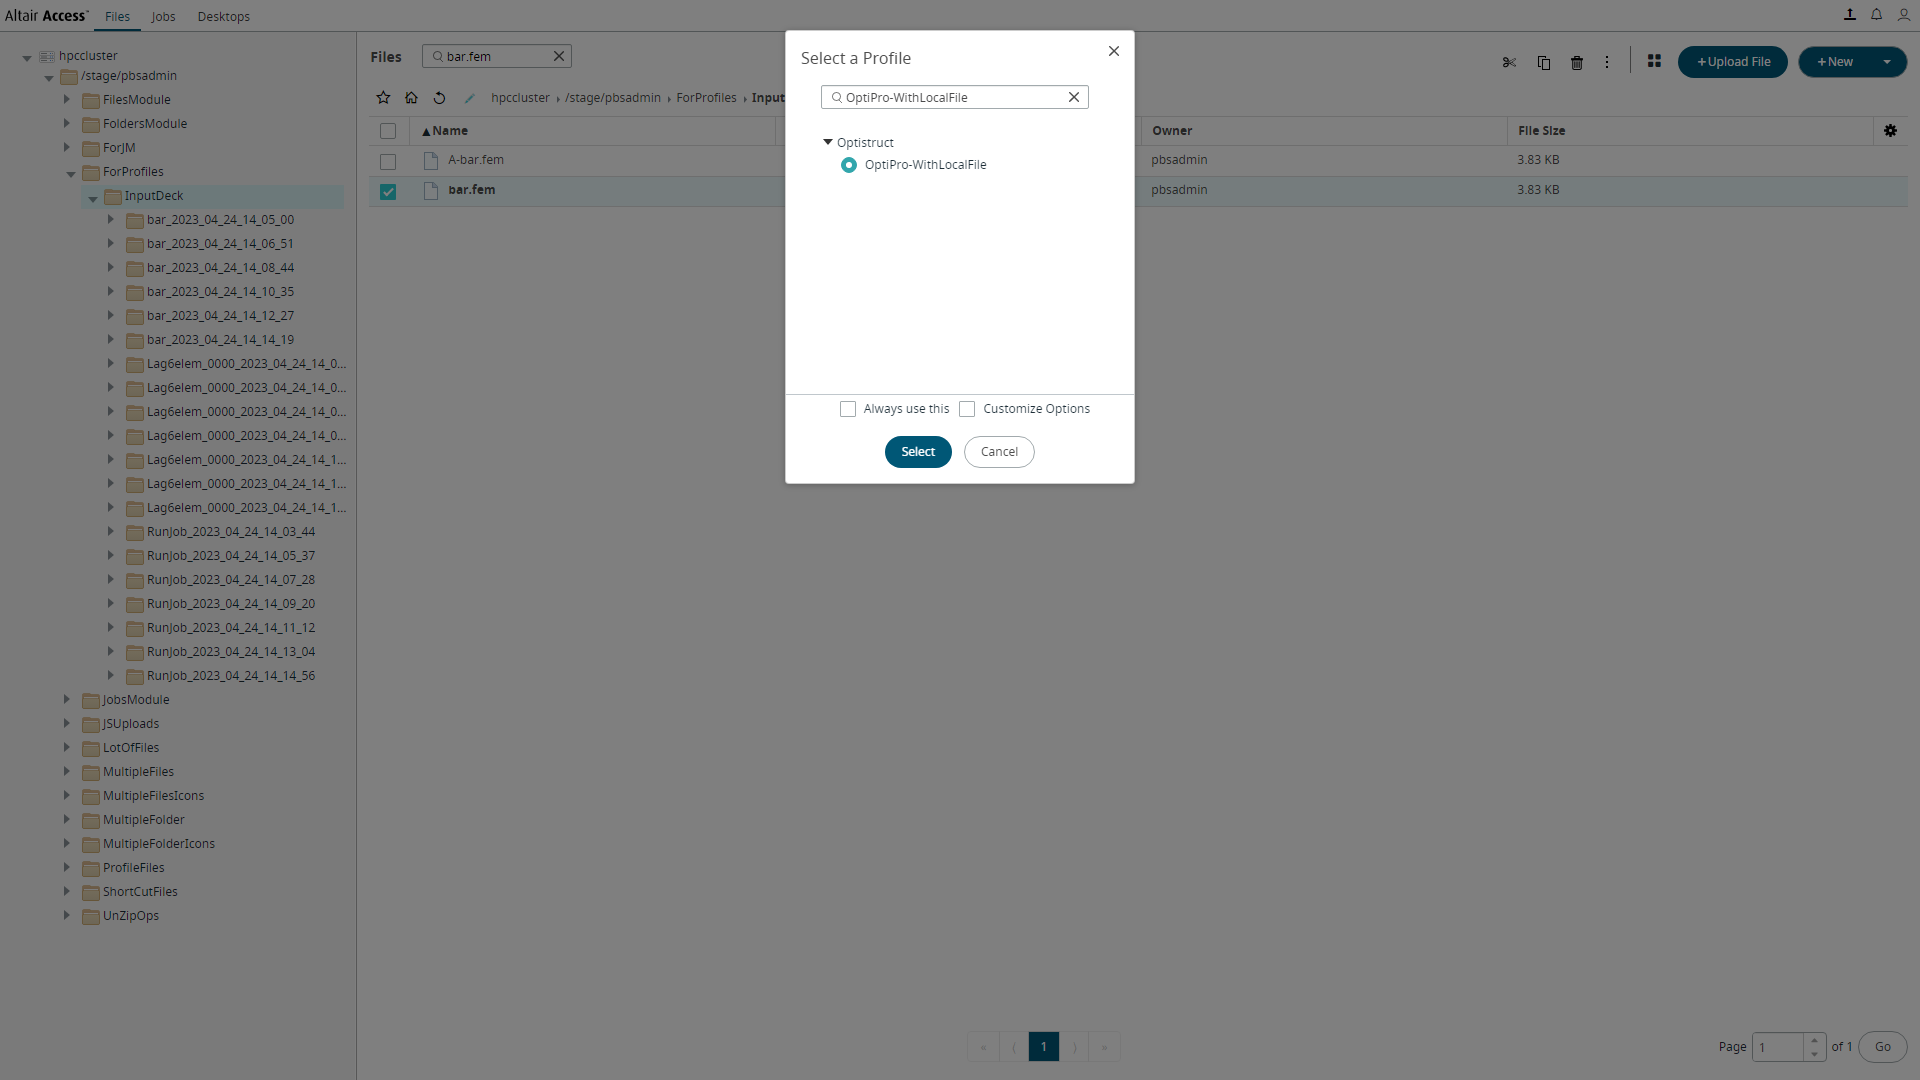 Altair Access™ Files Jobs Desktops
hpccluster
/stage/pbsadmin
FilesModule
FoldersModule
ForJM
ForProfiles
InputDeck
bar_2023_04_24_14_05_00
bar_2023_04_24_14_06_51
bar_2023_04_24_14_08_44
bar_2023_04_24_14_10_35
bar_2023_04_24_14_12_27
bar_2023_04_24_14_14_19
Lag6elem_0000_2023_04_24_14_0...
Lag6elem_0000_2023_04_24_14_0...
Lag6elem_0000_2023_04_24_14_0...
Lag6elem_0000_2023_04_24_14_0...
Lag6elem_0000_2023_04_24_14_1...
Lag6elem_0000_2023_04_24_14_1...
Lag6elem_0000_2023_04_24_14_1...
RunJob_2023_04_24_14_03_44
RunJob_2023_04_24_14_05_37
RunJob_2023_04_24_14_07_28
RunJob_2023_04_24_14_09_20
RunJob_2023_04_24_14_11_12
RunJob_2023_04_24_14_13_04
RunJob_2023_04_24_14_14_56
JobsModule
JSUploads
LotOfFiles
MultipleFiles
MultipleFilesIcons
MultipleFolder
MultipleFolderIcons
ProfileFiles
ShortCutFiles
UnZipOps
Files bar.fem
+Upload File +New
hpccluster › /stage/pbsadmin › ForProfiles › Input
Name Owner File Size
A-bar.fem pbsadmin 3.83 KB
bar.fem pbsadmin 3.83 KB
Select a Profile
OptiPro-WithLocalFile
Optistruct
OptiPro-WithLocalFile
Always use this Customize Options
Select Cancel
« ⟨ 1 ⟩ »
Page 1 of 1 Go